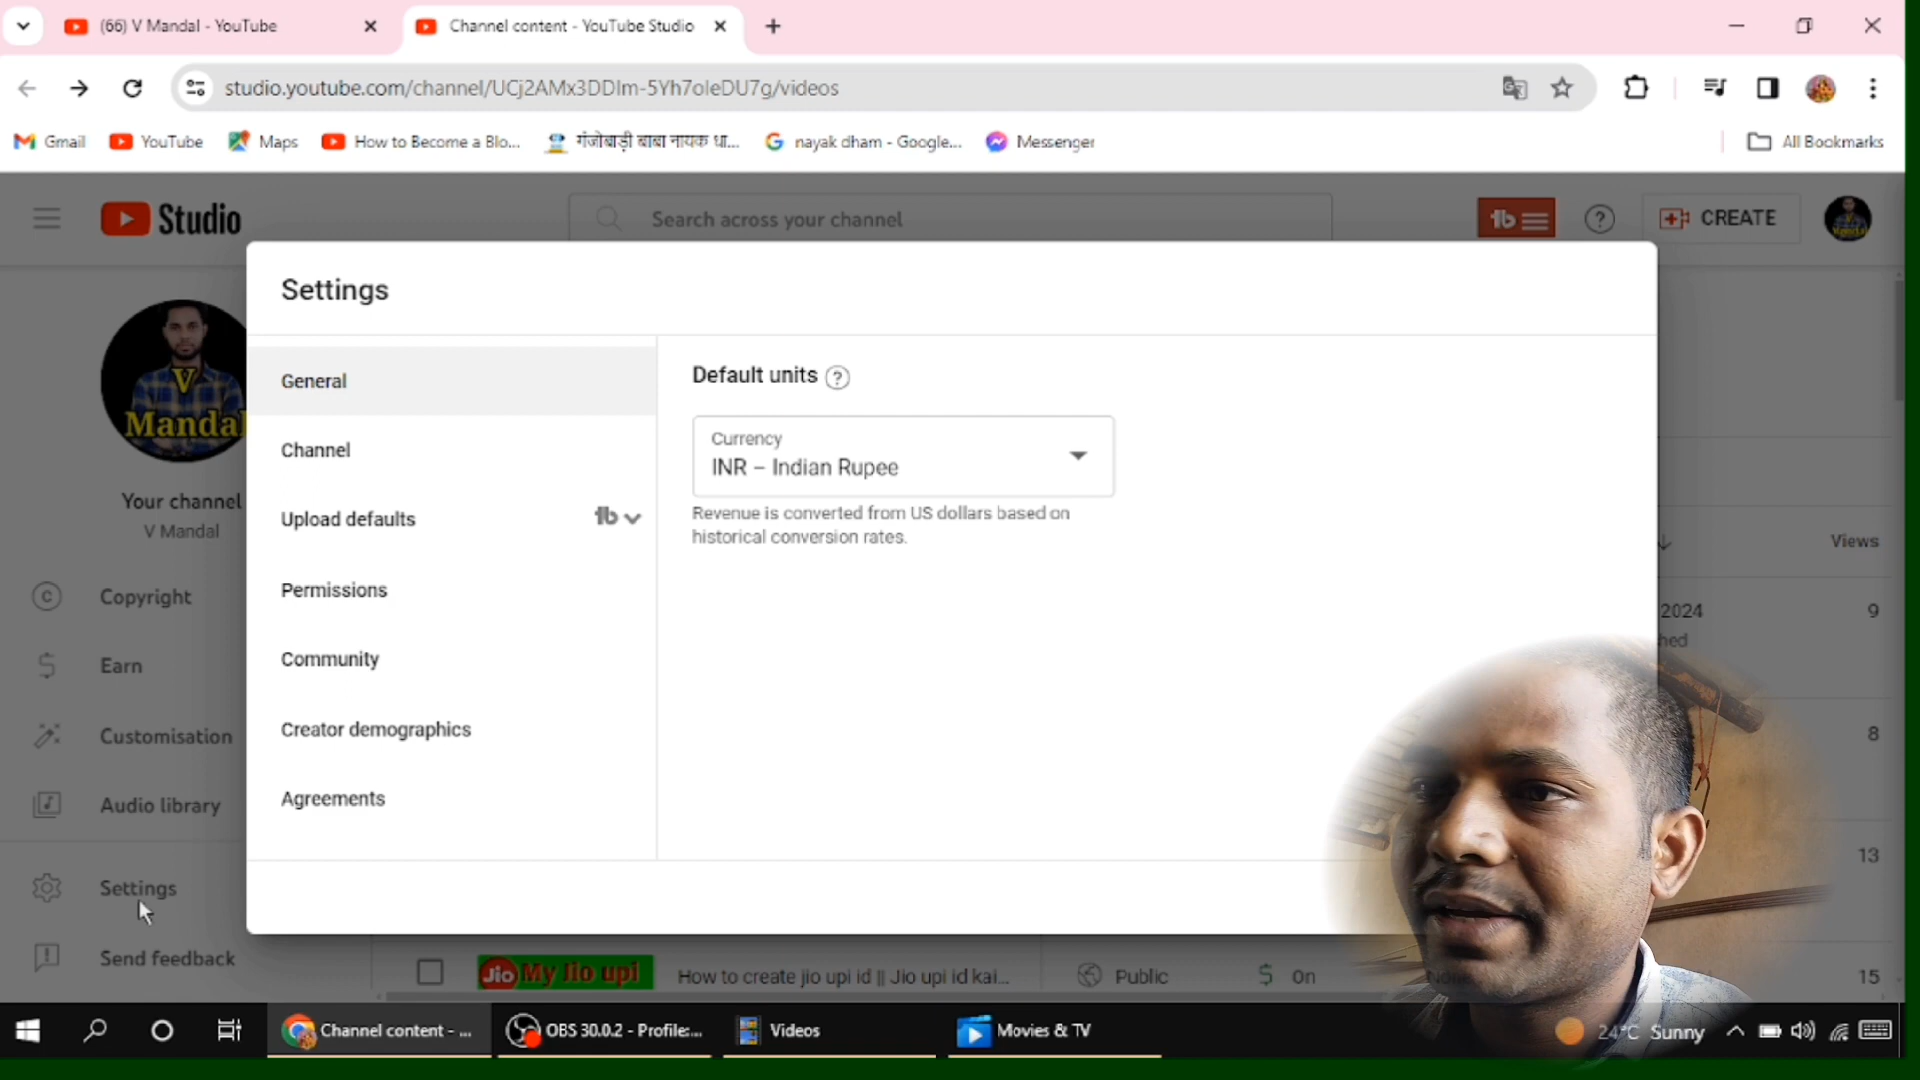 (66) V Mandal - YouTube
Channel content - YouTube Studio
studio.youtube.com/channel/UCj2AMx3DDIm-5Yh7oIeDU7g/videos
Gmail
YouTube
Maps
How to Become a Blo...
गंजोबाड़ी बाबा नायक धा...
nayak dham - Google...
Messenger
All Bookmarks
Studio
Search across your channel
tb
CREATE
Settings
V
Mandal
Your channel
V Mandal
Copyright
Earn
Customisation
Audio library
Settings
Send feedback
General
Channel
Upload defaults
tb
Permissions
Community
Creator demographics
Agreements
Default units
Currency
INR – Indian Rupee
Revenue is converted from US dollars based on
historical conversion rates.
Views
2024
9
hed
8
13
Jio My Jio upi
How to create jio upi id || Jio upi id kai...
Public
On
None
15
Channel content - ...
OBS 30.0.2 - Profile:...
Videos
Movies & TV
24°C Sunny